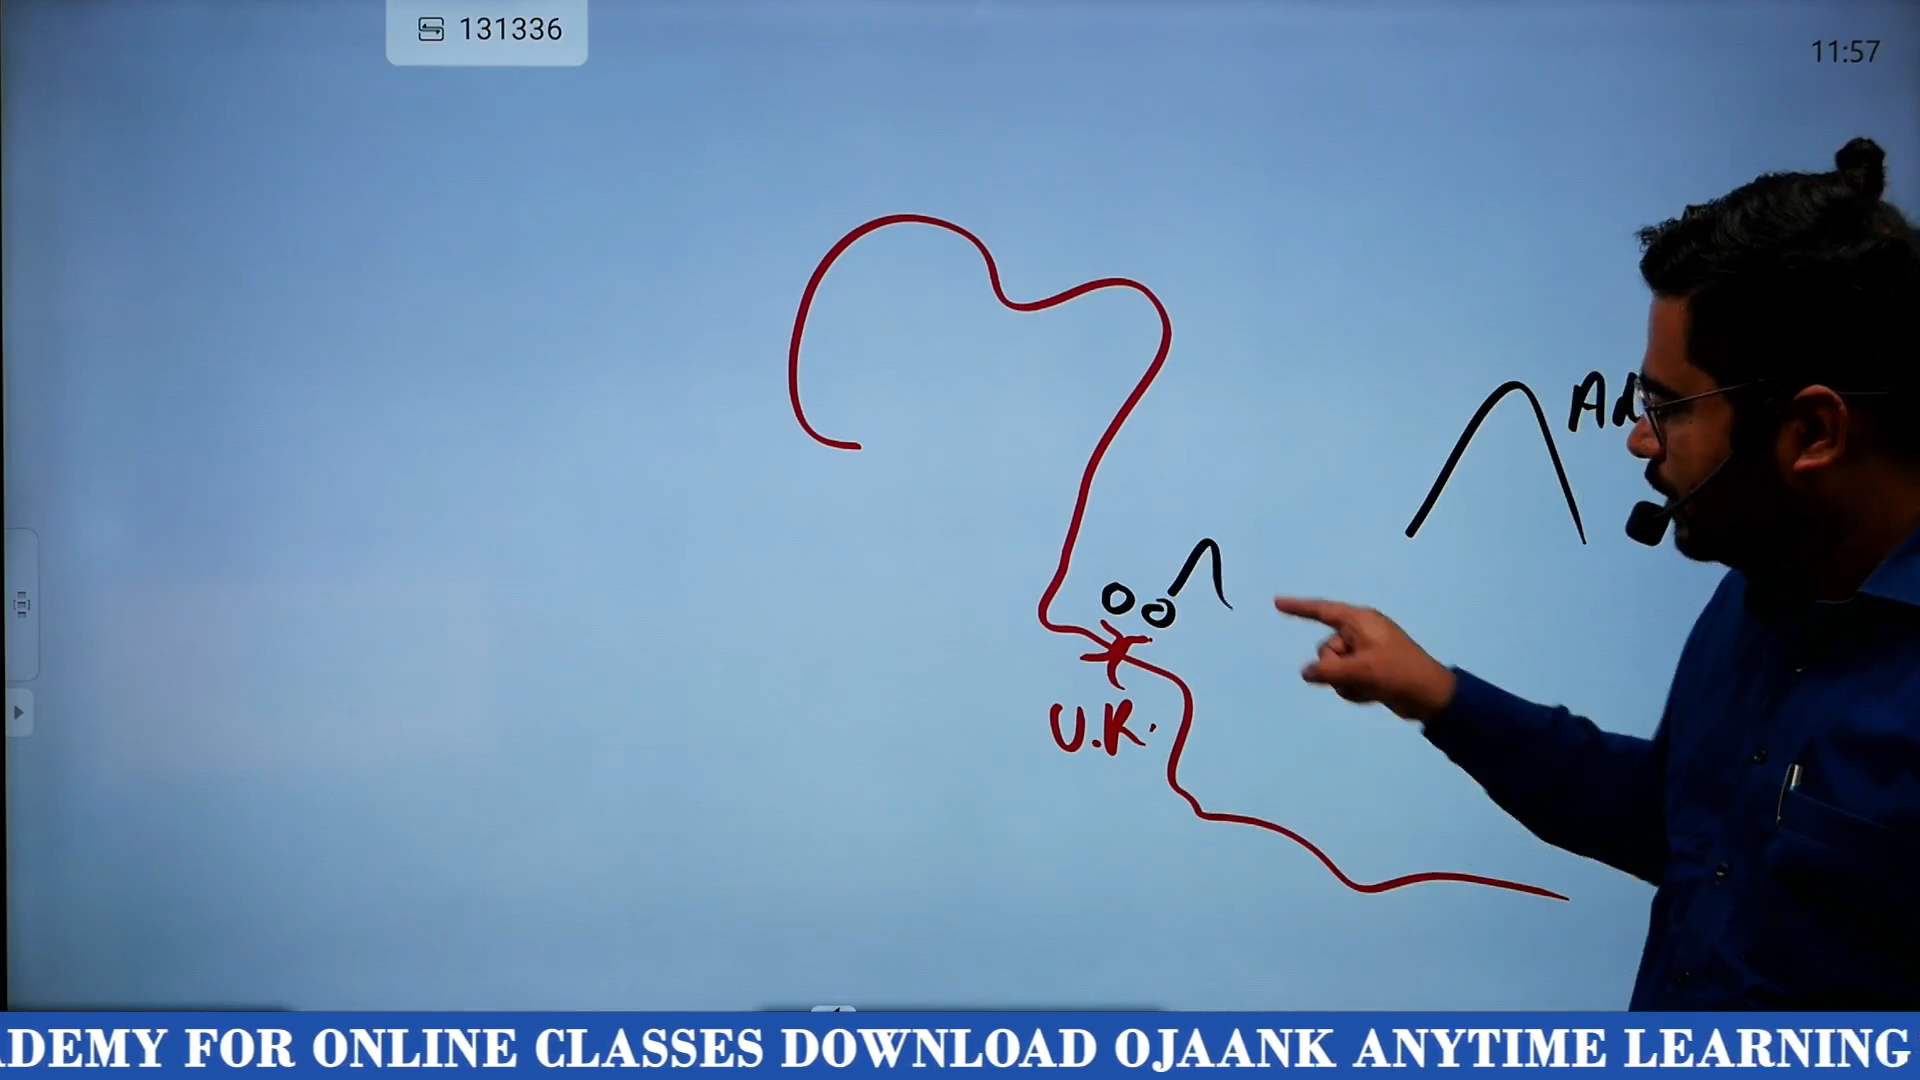 131336
11:57
U.R.
DEMY FOR ONLINE CLASSES DOWNLOAD OJAANK ANYTIME LEARNING